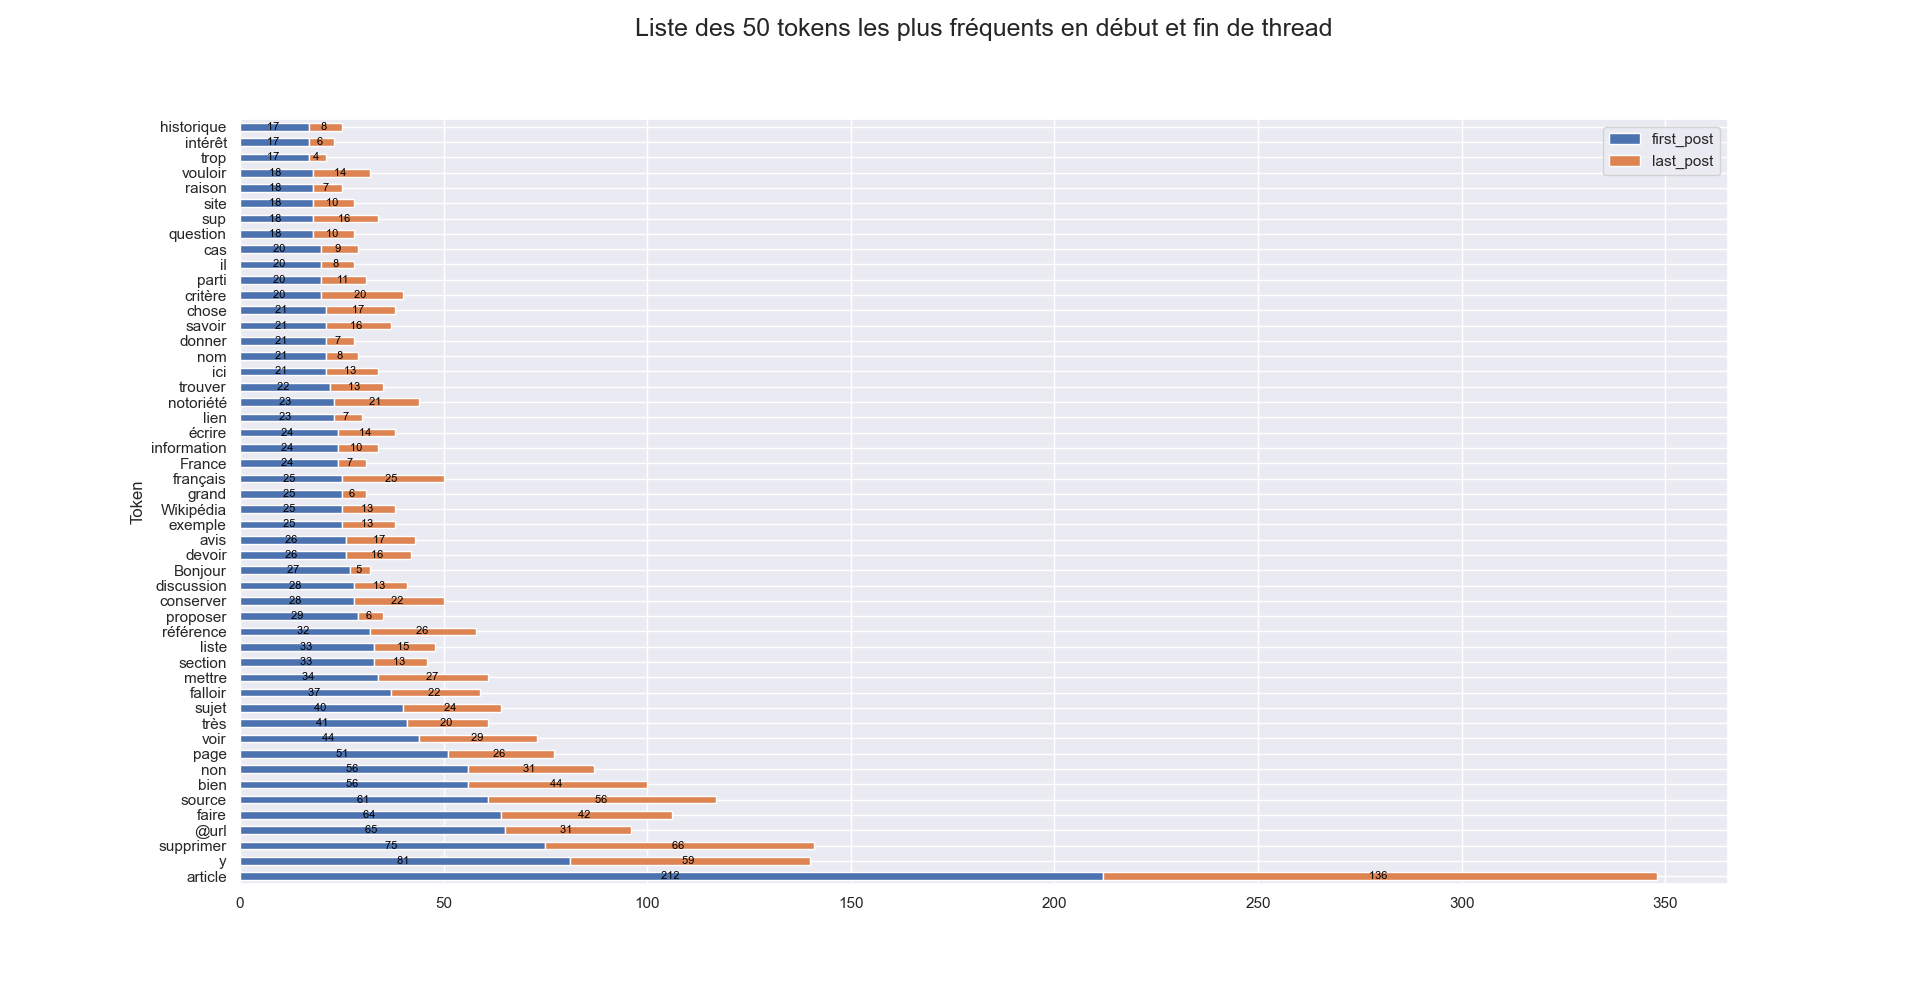 Liste des 50 tokens les plus fréquents en début et fin de thread
first_post
last_post
Token
historique 17 8
intérêt 17 6
trop 17 4
vouloir 18 14
raison 18 7
site 18 10
sup 18 16
question 18 10
cas 20 9
il 20 8
parti 20 11
critère 20 20
chose 21 17
savoir 21 16
donner 21 7
nom 21 8
ici 21 13
trouver 22 13
notoriété 23 21
lien 23 7
écrire 24 14
information 24 10
France 24 7
français 25 25
grand 25 6
Wikipédia 25 13
exemple 25 13
avis 26 17
devoir 26 16
Bonjour 27 5
discussion 28 13
conserver 28 22
proposer 29 6
référence 32 26
liste 33 15
section 33 13
mettre 34 27
falloir 37 22
sujet 40 24
très 41 20
voir 44 29
page 51 26
non 56 31
bien 56 44
source 61 56
faire 64 42
@url 65 31
supprimer 75 66
y 81 59
article 212 136
0 50 100 150 200 250 300 350